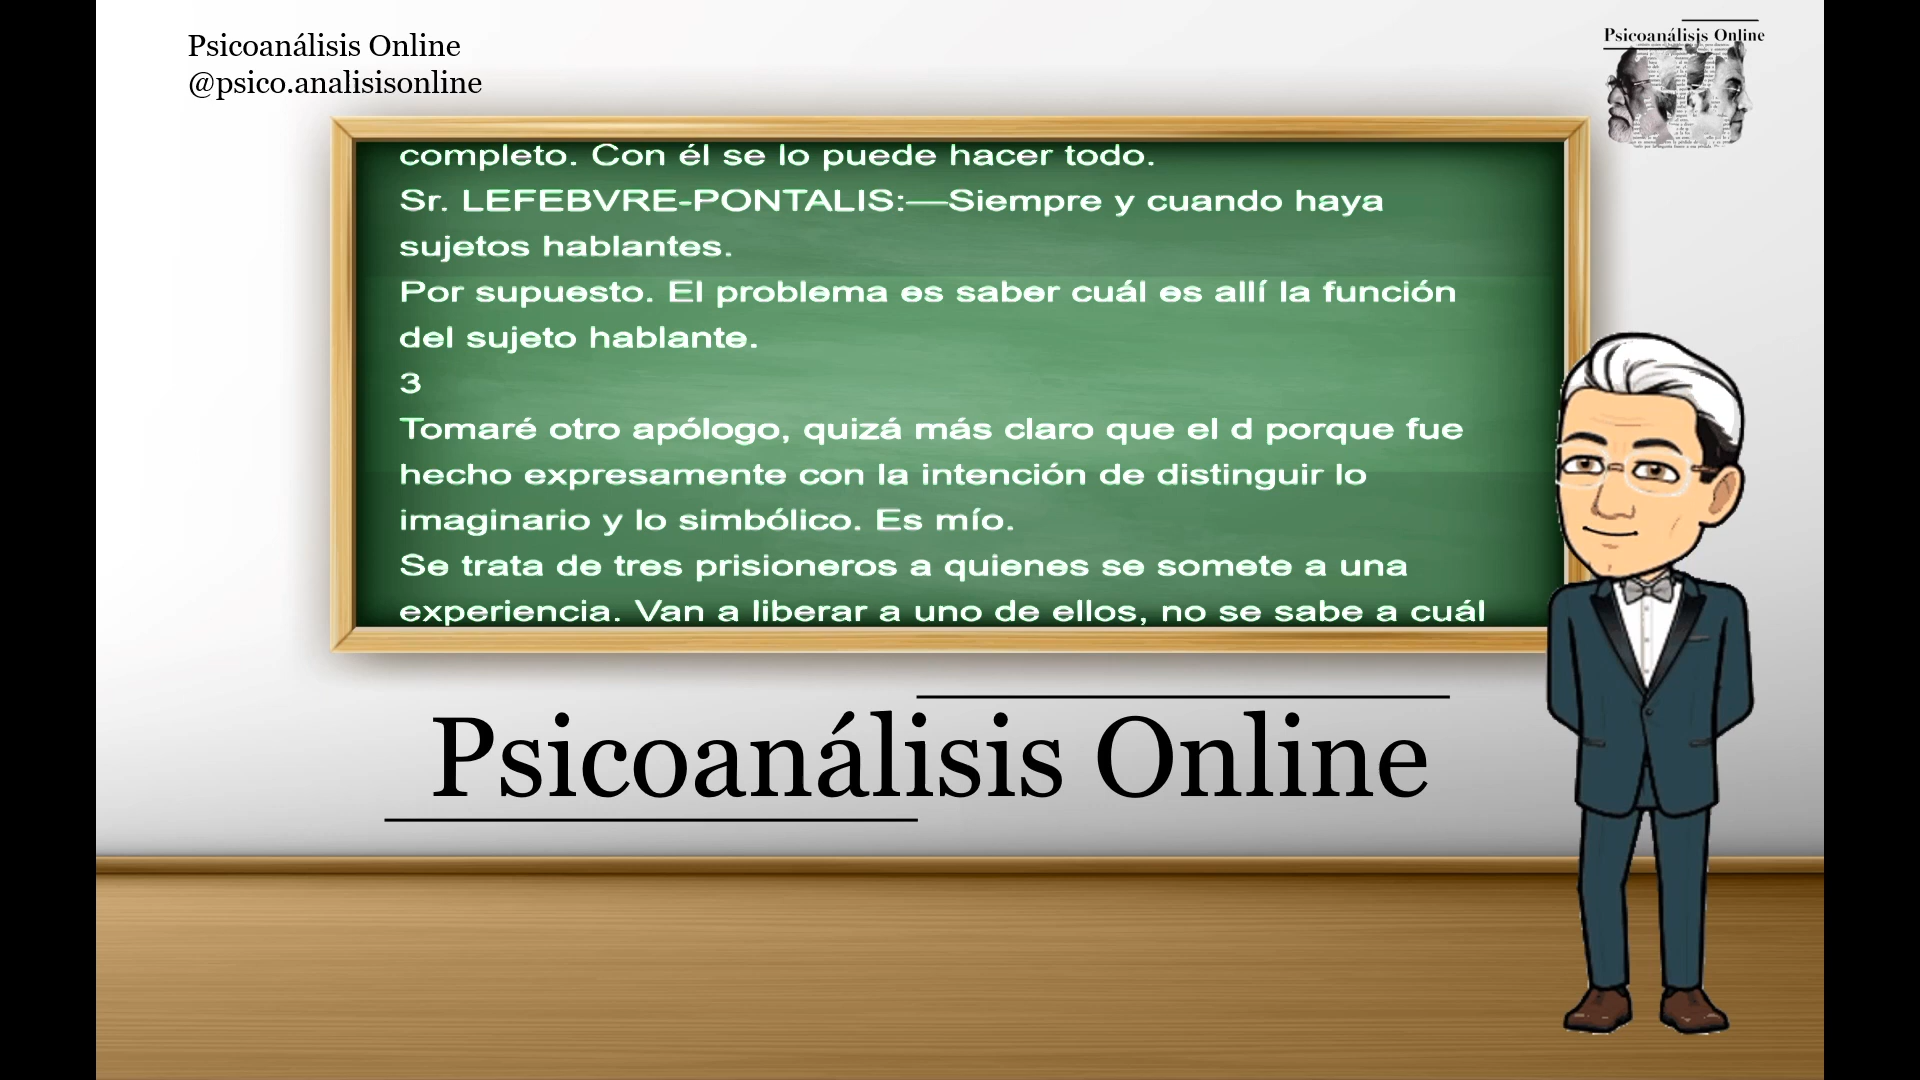 Psicoanálisis Online
@psico.analisisonline
Psicoanálisis Online
completo. Con él se lo puede hacer todo.
Sr. LEFEBVRE-PONTALIS:—Siempre y cuando haya
sujetos hablantes.
Por supuesto. El problema es saber cuál es allí la función
del sujeto hablante.
3
Tomaré otro apólogo, quizá más claro que el d porque fue
hecho expresamente con la intención de distinguir lo
imaginario y lo simbólico. Es mío.
Se trata de tres prisioneros a quienes se somete a una
experiencia. Van a liberar a uno de ellos, no se sabe a cuál
Psicoanálisis Online